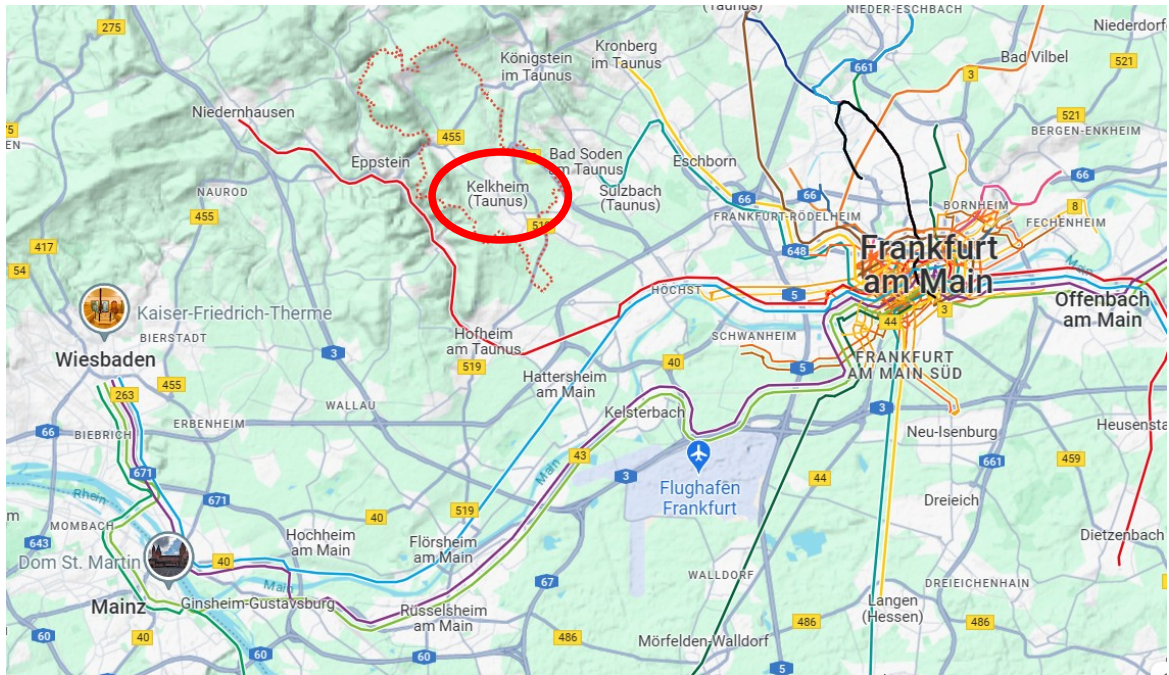 (Taunus)
NIEDER-ESCHBACH
275
Niederdorf
Königstein
im Taunus
Kronberg
im Taunus
Bad Vilbel
661
3
521
Niedernhausen
455
521
BERGEN-ENKHEIM
Eppstein
Bad Soden
am Taunus
Eschborn
66
66
NAUROD
Kelkheim
(Taunus)
Sulzbach
(Taunus)
66
BORNHEIM
8
455
FRANKFURT-RÖDELHEIM
FECHENHEIM
417
648
Frankfurt
am Main
54
Main
HÖCHST
5
Offenbach
am Main
Kaiser-Friedrich-Therme
BIERSTADT
44
3
Wiesbaden
Hofheim
am Taunus
SCHWANHEIM
3
FRANKFURT
AM MAIN SÜD
455
519
40
5
263
Hattersheim
am Main
WALLAU
Kelsterbach
3
66
BIEBRICH
ERBENHEIM
Neu-Isenburg
Heusensta
43
671
Main
3
661
459
Rhein
671
44
Flughafen
Frankfurt
Dreieich
MOMBACH
40
519
643
Hochheim
am Main
Flörsheim
am Main
Dietzenbach
Dom St. Martin
40
67
WALLDORF
DREIEICHENHAIN
Main
Mainz
Ginsheim-Gustavsburg
Rüsselsheim
am Main
Langen
(Hessen)
60
40
486
Mörfelden-Walldorf
486
486
60
60
5